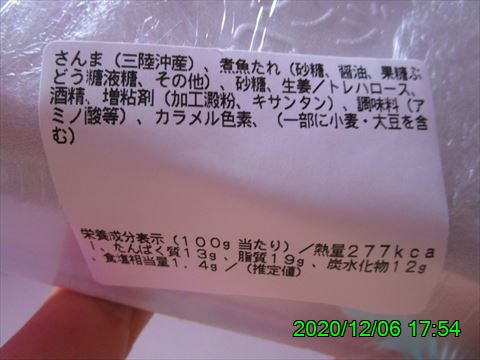 さんま（三陸沖産）、煮魚たれ（砂糖、醤油、果糖ぶ
どう糖液糖、その他）、砂糖、生姜／トレハロース、
酒精、増粘剤（加工澱粉、キサンタン）、調味料（ア
ミノ酸等）、カラメル色素、（一部に小麦・大豆を含
む）
栄養成分表示（100g当たり）／熱量277kca
l、たんぱく質13g、脂質19g、炭水化物12g
、食塩相当量1.4g／（推定値）
2020/12/06 17:54